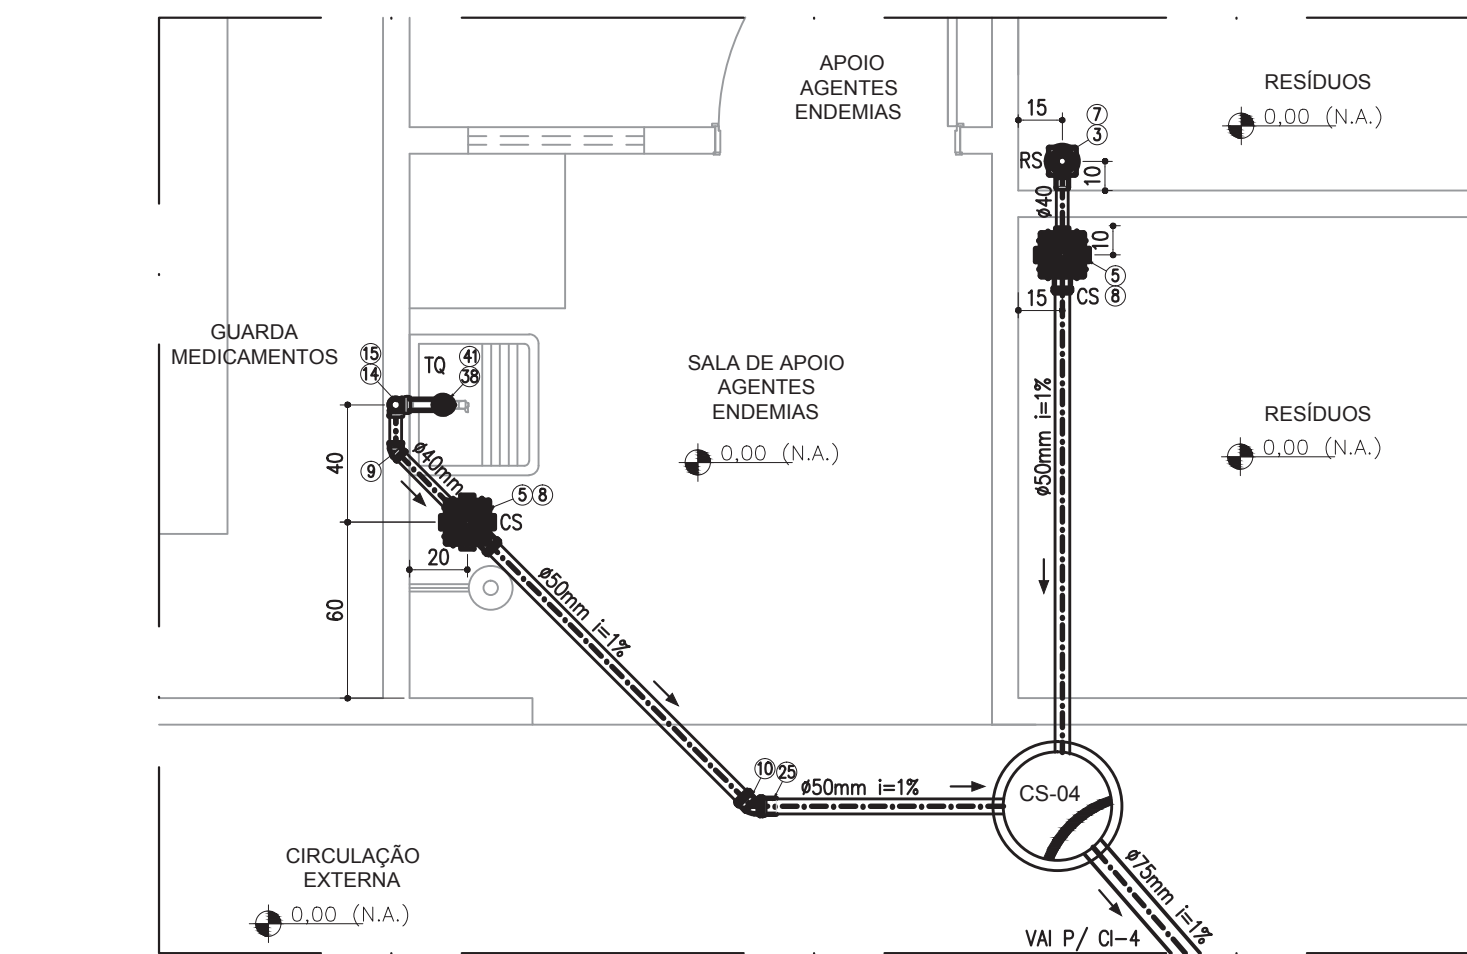 APOIO
AGENTES
ENDEMIAS
RESÍDUOS
0,00 (N.A.)
15
7
3
RS
10
ø40
10
5
15
CS 8
GUARDA
MEDICAMENTOS
15
14
TQ
41
38
SALA DE APOIO
AGENTES
ENDEMIAS
0,00 (N.A.)
RESÍDUOS
0,00 (N.A.)
ø50mm i=1%
40
9
ø40mm
5 8
CS
20
60
ø50mm i=1%
10 25
ø50mm i=1%
CS-04
CIRCULAÇÃO
EXTERNA
0,00 (N.A.)
ø75mm i=1%
VAI P/ CI-4